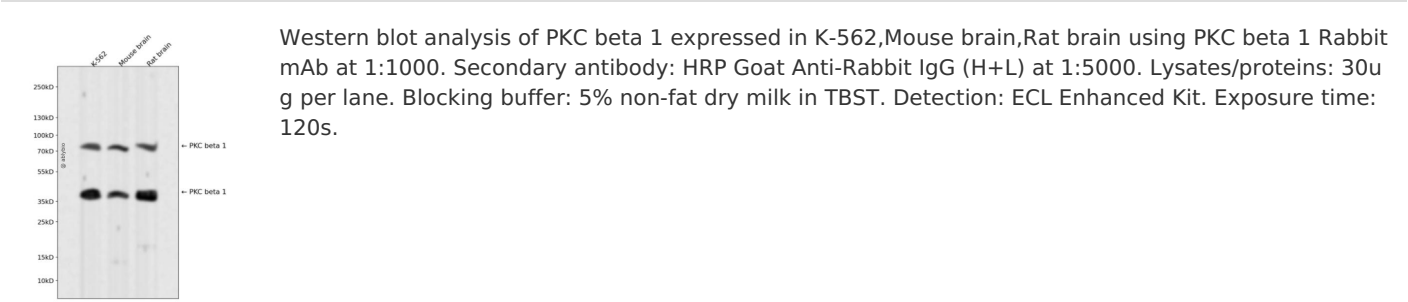 K-562
Mouse brain
Rat brain
250kD
130kD
100kD
70kD
55kD
35kD
25kD
15kD
10kD
@ ablybio
← PKC beta 1
← PKC beta 1
Western blot analysis of PKC beta 1 expressed in K-562,Mouse brain,Rat brain using PKC beta 1 Rabbit
mAb at 1:1000. Secondary antibody: HRP Goat Anti-Rabbit IgG (H+L) at 1:5000. Lysates/proteins: 30u
g per lane. Blocking buffer: 5% non-fat dry milk in TBST. Detection: ECL Enhanced Kit. Exposure time:
120s.